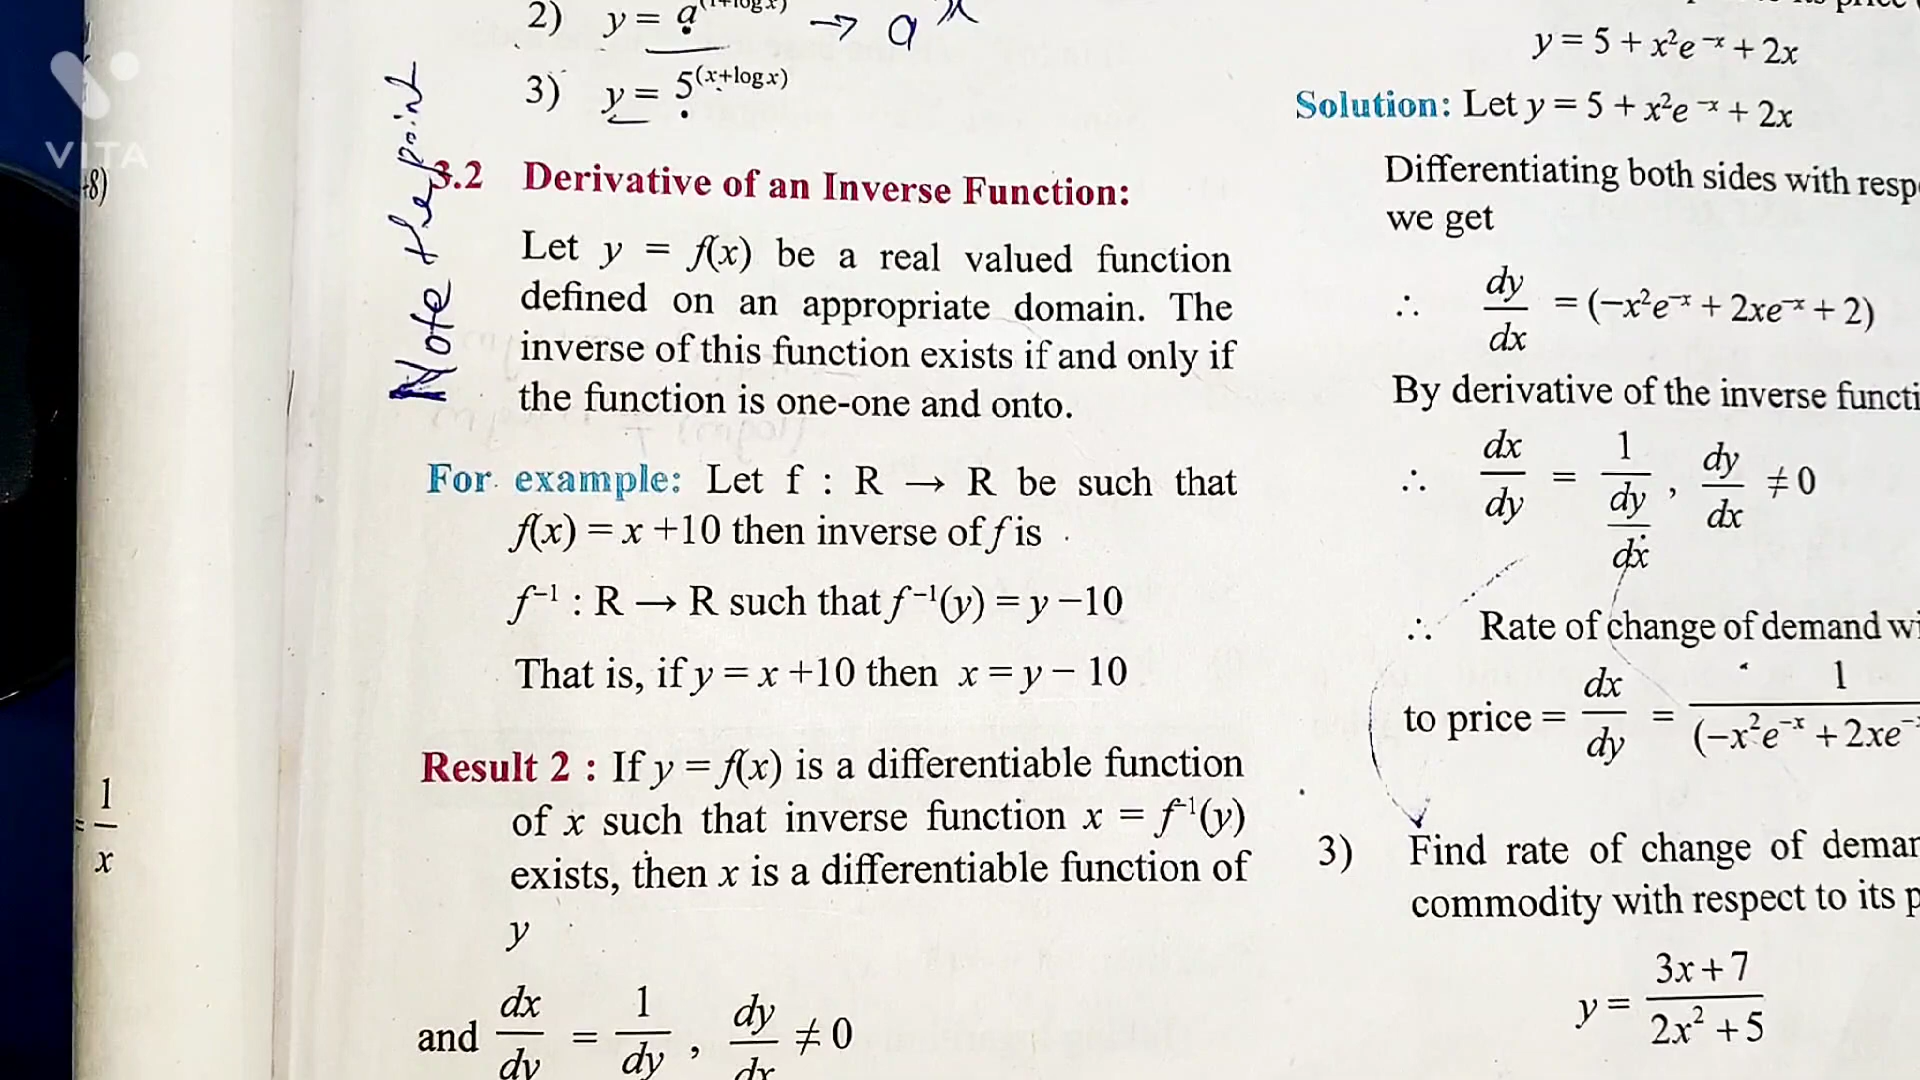 VITA
+8)
= 1/x
Note the point
2) y = a^(1+log x) → a^x
3) y = 5^(x+log x)
3.2 Derivative of an Inverse Function:
Let y = f(x) be a real valued function
defined on an appropriate domain. The
inverse of this function exists if and only if
the function is one-one and onto.
For example: Let f : R → R be such that
f(x) = x +10 then inverse of f is
f⁻¹ : R → R such that f⁻¹(y) = y −10
That is, if y = x +10 then x = y − 10
Result 2 : If y = f(x) is a differentiable function
of x such that inverse function x = f⁻¹(y)
exists, then x is a differentiable function of
y
and dx/dy = 1/dy , dy/dx ≠ 0
y = 5 + x²e⁻ˣ + 2x
Solution: Let y = 5 + x²e⁻ˣ + 2x
Differentiating both sides with resp
we get
∴ dy/dx = (−x²e⁻ˣ + 2xe⁻ˣ + 2)
By derivative of the inverse functi
∴ dx/dy = 1/(dy/dx) , dy/dx ≠ 0
∴ Rate of change of demand wi
to price = dx/dy = 1/(−x²e⁻ˣ + 2xe⁻ˣ
3) Find rate of change of deman
commodity with respect to its p
y = (3x + 7)/(2x² + 5)